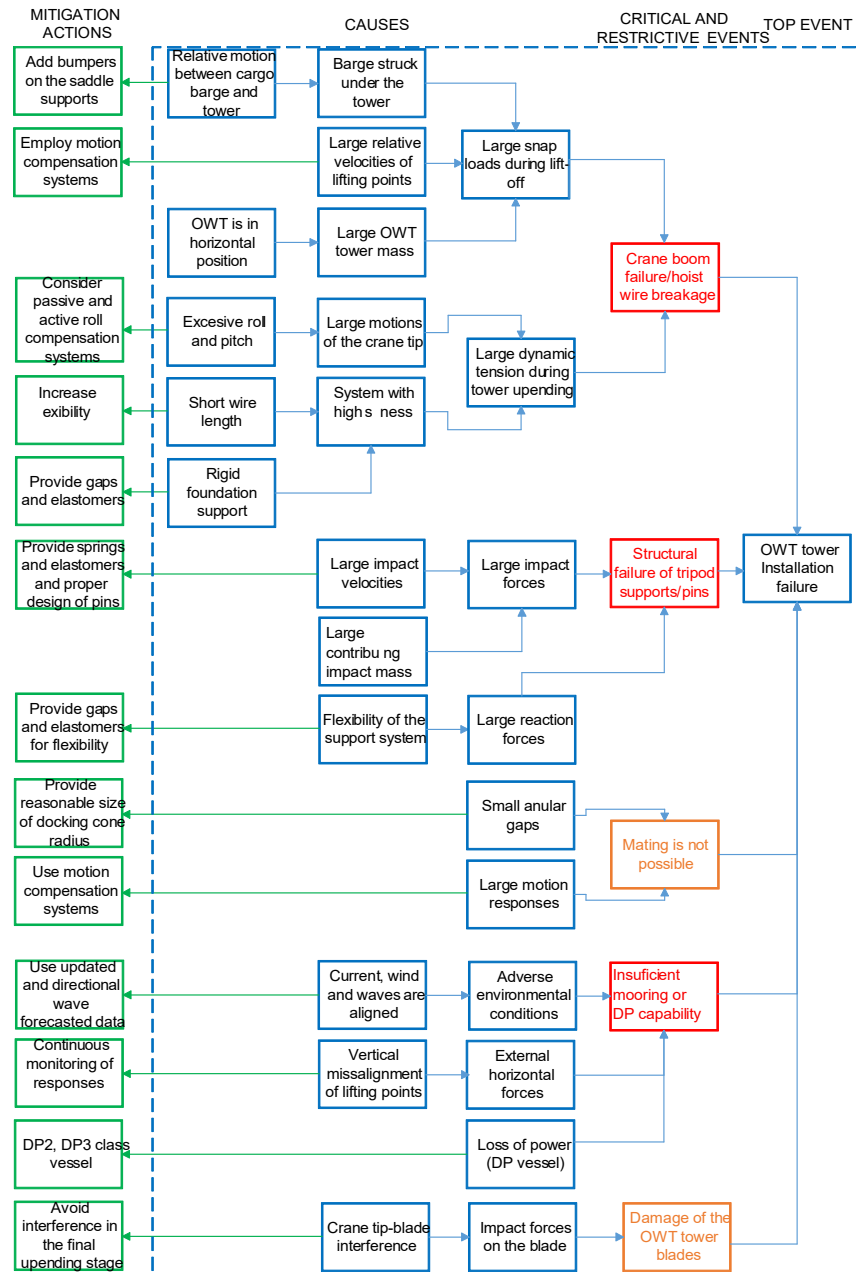 MITIGATION
ACTIONS
CAUSES
CRITICAL AND
RESTRICTIVE EVENTS
TOP EVENT
Add bumpers
on the saddle
supports
Relative motion
between cargo
barge and
tower
Barge struck
under the
tower
Employ motion
compensation
systems
Large relative
velocities of
lifting points
Large snap
loads during lift-
off
OWT is in
horizontal
position
Large OWT
tower mass
Crane boom
failure/hoist
wire breakage
Consider
passive and
active roll
compensation
systems
Excesive roll
and pitch
Large motions
of the crane tip
Large dynamic
tension during
tower upending
Increase
exibility
Short wire
length
System with
high s ness
Provide gaps
and elastomers
Rigid
foundation
support
Provide springs
and elastomers
and proper
design of pins
Large impact
velocities
Large impact
forces
Structural
failure of tripod
supports/pins
OWT tower
Installation
failure
Large
contribu ng
impact mass
Provide gaps
and elastomers
for flexibility
Flexibility of the
support system
Large reaction
forces
Provide
reasonable size
of docking cone
radius
Small anular
gaps
Mating is not
possible
Use motion
compensation
systems
Large motion
responses
Use updated
and directional
wave
forecasted data
Current, wind
and waves are
aligned
Adverse
environmental
conditions
Insuficient
mooring or
DP capability
Continuous
monitoring of
responses
Vertical
missalignment
of lifting points
External
horizontal
forces
DP2, DP3 class
vessel
Loss of power
(DP vessel)
Avoid
interference in
the final
upending stage
Crane tip-blade
interference
Impact forces
on the blade
Damage of the
OWT tower
blades